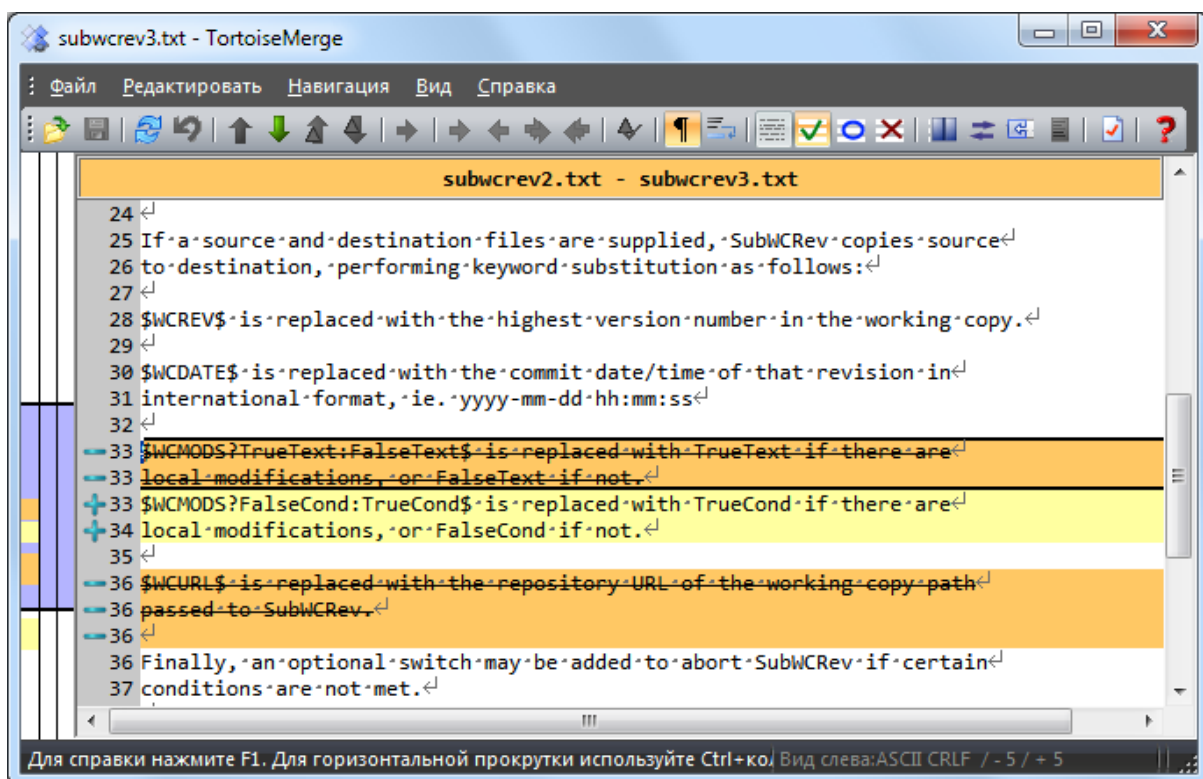 subwcrev3.txt - TortoiseMerge
Файл Редактировать Навигация Вид Справка
subwcrev2.txt - subwcrev3.txt
24
25 If a source and destination files are supplied, SubWCRev copies source
26 to destination, performing keyword substitution as follows:
27
28 $WCREV$ is replaced with the highest version number in the working copy.
29
30 $WCDATE$ is replaced with the commit date/time of that revision in
31 international format, ie. yyyy-mm-dd hh:mm:ss
32
33 $WCMODS?TrueText:FalseText$ is replaced with TrueText if there are
33 local modifications, or FalseText if not.
33 $WCMODS?FalseCond:TrueCond$ is replaced with TrueCond if there are
34 local modifications, or FalseCond if not.
35
36 $WCURL$ is replaced with the repository URL of the working copy path
36 passed to SubWCRev.
36
36 Finally, an optional switch may be added to abort SubWCRev if certain
37 conditions are not met.
Для справки нажмите F1. Для горизонтальной прокрутки используйте Ctrl+ко Вид слева:ASCII CRLF / - 5 / + 5